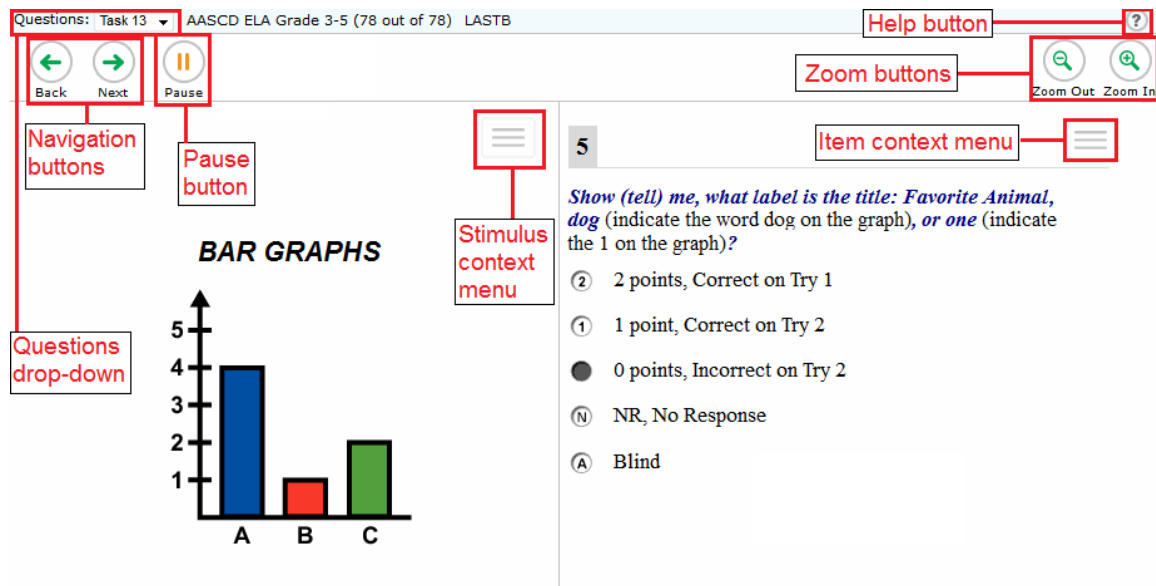 Questions: Task 13 AASCD ELA Grade 3-5 (78 out of 78) LASTB
Help button
?
Back Next Pause
Zoom buttons
Zoom Out Zoom In
Navigation
buttons
Pause
button
Stimulus
context
menu
Questions
drop-down
BAR GRAPHS
5
4
3
2
1
A B C
Item context menu
5
Show (tell) me, what label is the title: Favorite Animal,
dog (indicate the word dog on the graph), or one (indicate
the 1 on the graph)?
2 2 points, Correct on Try 1
1 1 point, Correct on Try 2
0 points, Incorrect on Try 2
N NR, No Response
A Blind